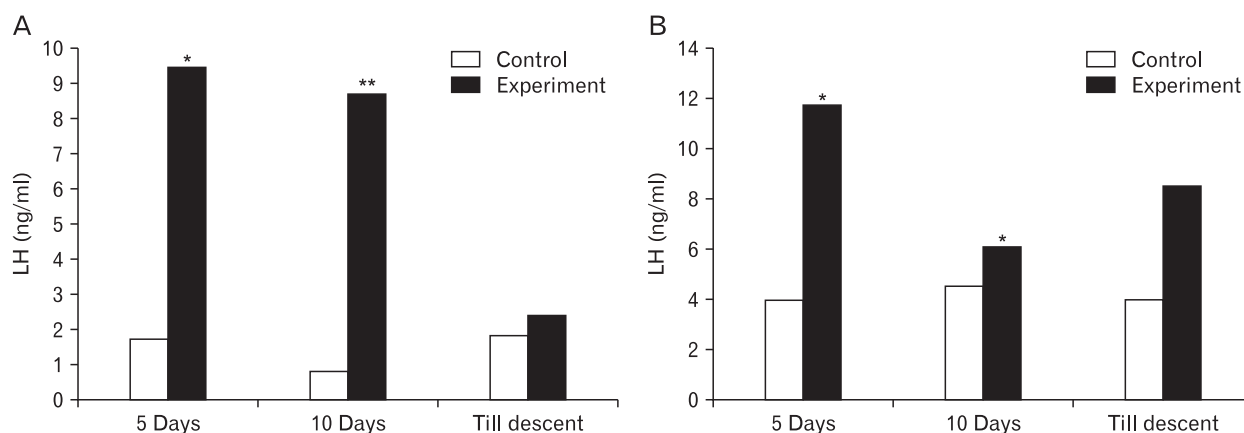 A
10
9
8
7
6
5
4
3
2
1
0
LH (ng/ml)
*
**
Control
Experiment
5 Days
10 Days
Till descent
B
14
12
10
8
6
4
2
0
LH (ng/ml)
*
*
Control
Experiment
5 Days
10 Days
Till descent